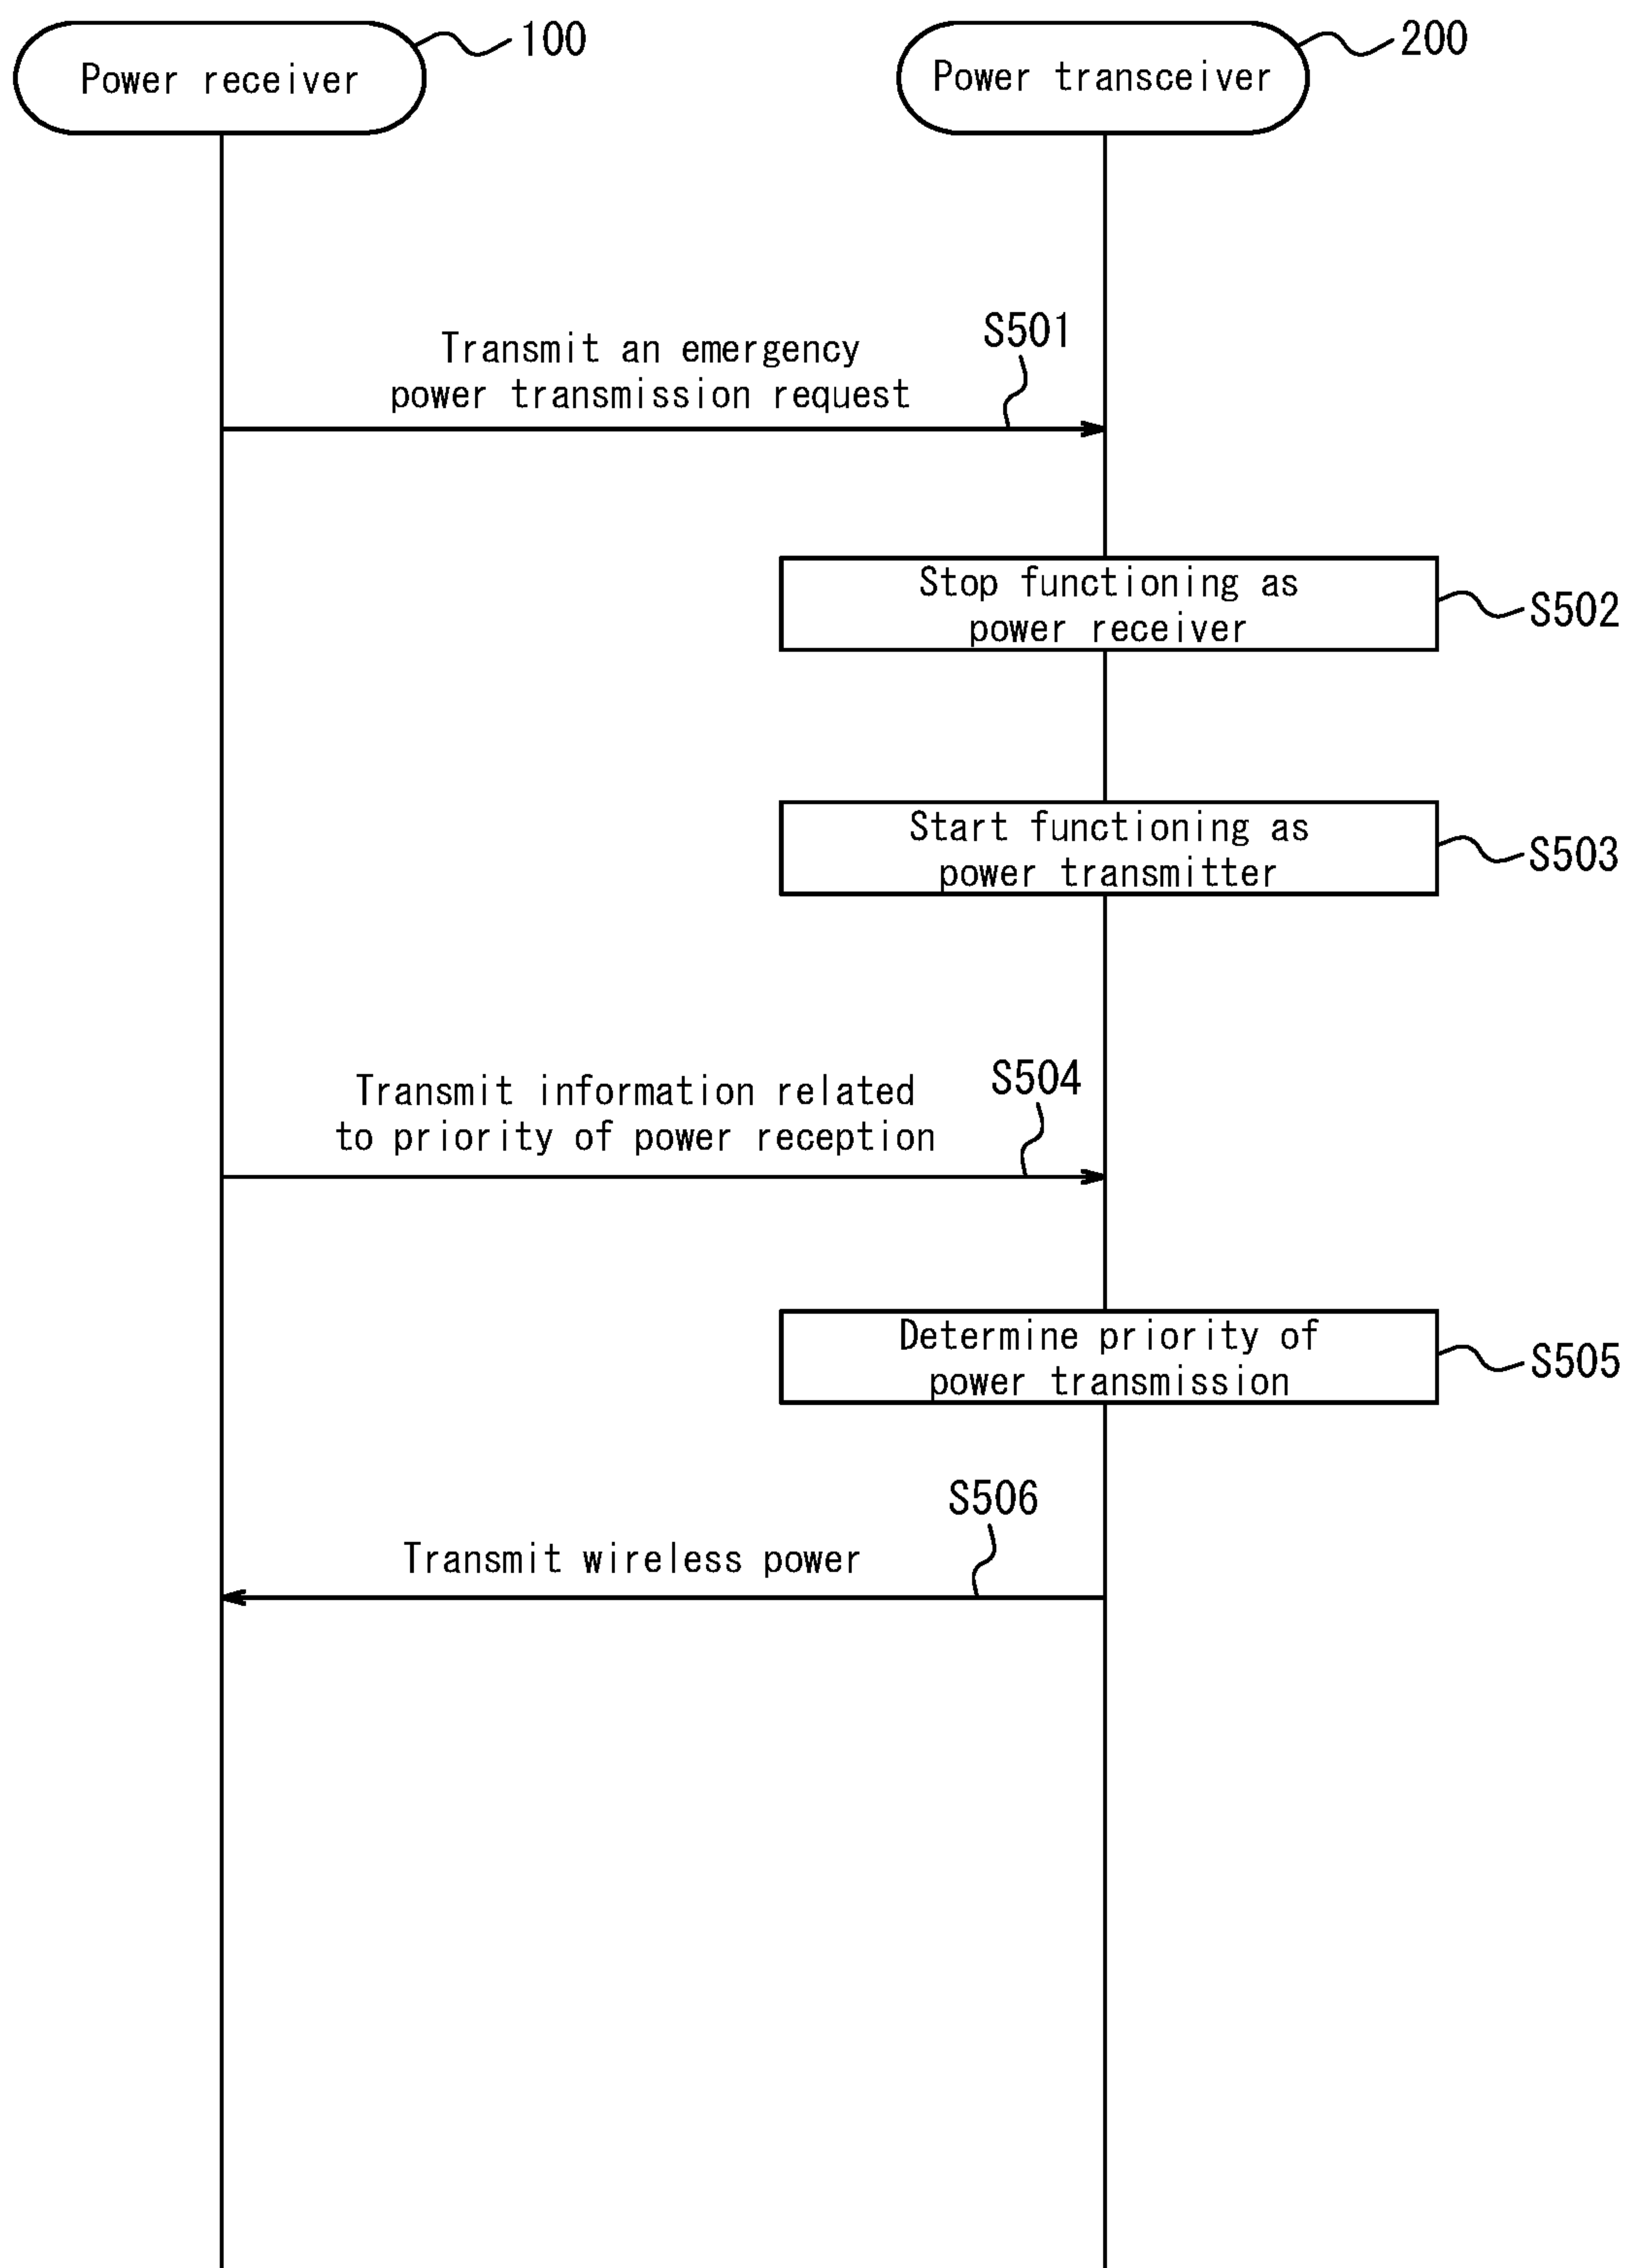 100
200
Power receiver
Power transceiver
S501
Transmit an emergency
power transmission request
Stop functioning as
power receiver
S502
Start functioning as
power transmitter
S503
S504
Transmit information related
to priority of power reception
Determine priority of
power transmission
S505
S506
Transmit wireless power